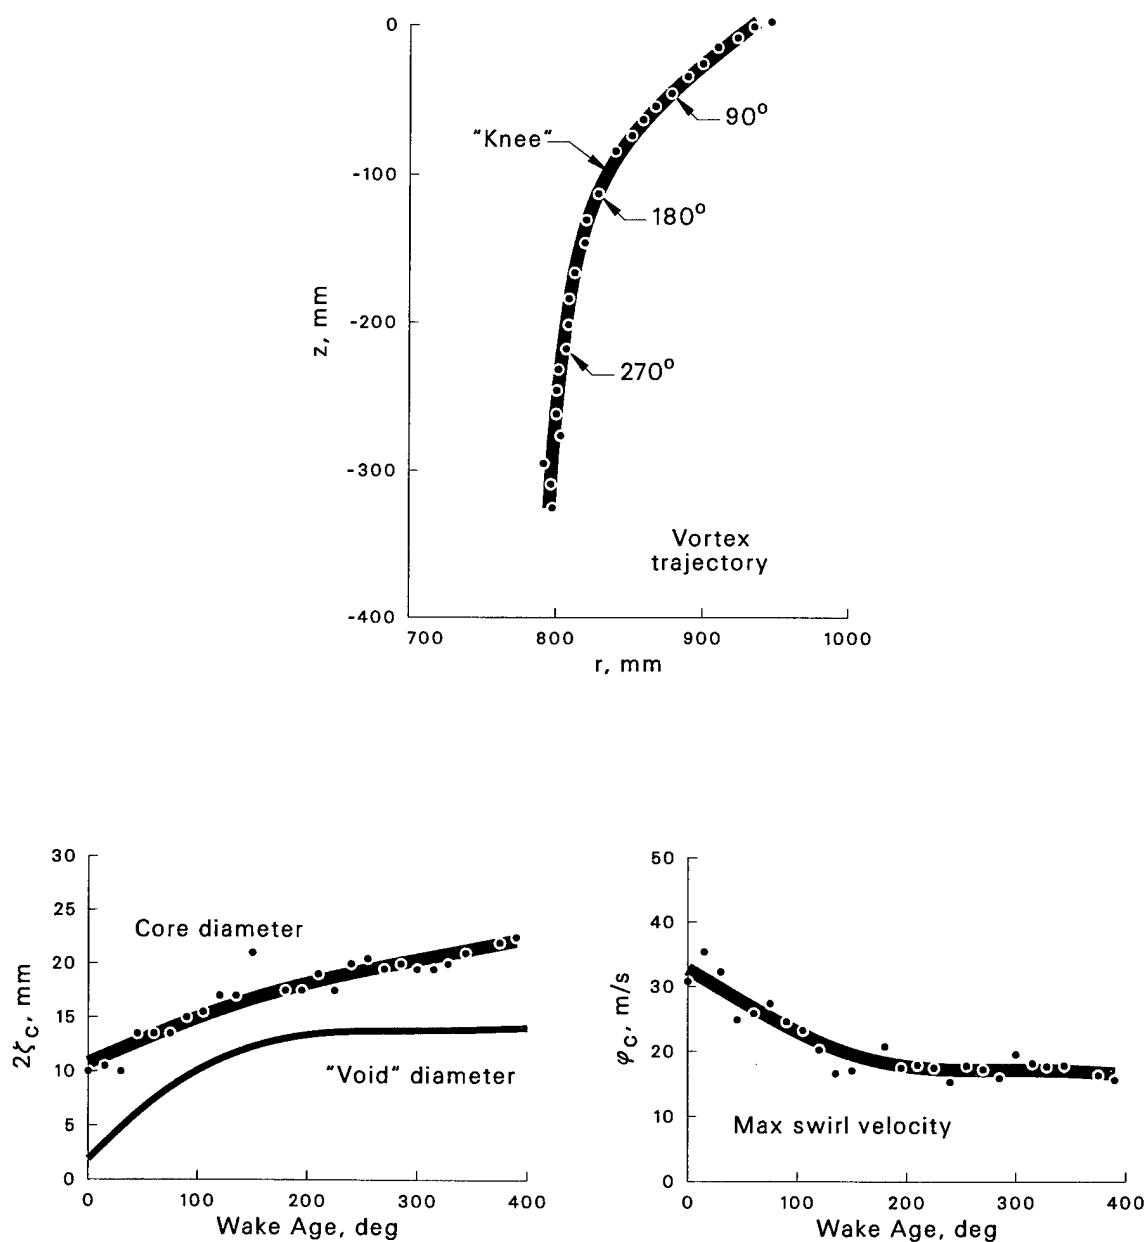 0
-100
-200
-300
-400
z, mm
"Knee"
90°
180°
270°
Vortex
trajectory
700 800 900 1000
r, mm
30
25
20
15
10
5
0
2ζc, mm
Core diameter
"Void" diameter
0 100 200 300 400
Wake Age, deg
50
40
30
20
10
0
φc, m/s
Max swirl velocity
0 100 200 300 400
Wake Age, deg